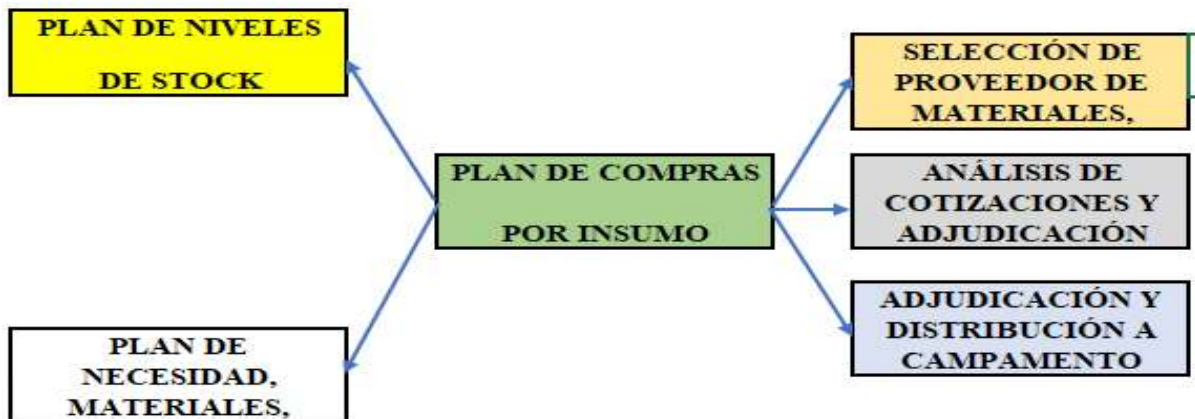 PLAN DE NIVELES
DE STOCK
PLAN DE
NECESIDAD,
MATERIALES,
PLAN DE COMPRAS
POR INSUMO
SELECCIÓN DE
PROVEEDOR DE
MATERIALES,
ANÁLISIS DE
COTIZACIONES Y
ADJUDICACIÓN
ADJUDICACIÓN Y
DISTRIBUCIÓN A
CAMPAMENTO